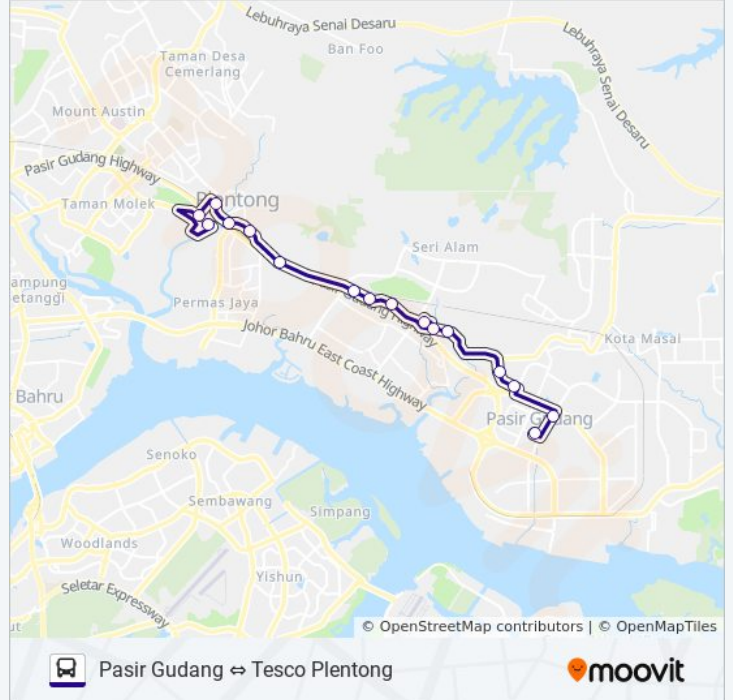 Lebuhraya Senai Desaru
Ban Foo
Taman Desa
Cemerlang
Lebuhraya Senai Desaru
Mount Austin
Pasir Gudang Highway
Plentong
Taman Molek
Seri Alam
ampung
etanggi
Permas Jaya
Gudang Highway
Johor Bahru East Coast Highway
Kota Masai
Bahru
Pasir G dang
Senoko
Sembawang
Simpang
Woodlands
Yishun
Seletar Expressway
ut
© OpenStreetMap contributors | © OpenMapTiles
Pasir Gudang ⇔ Tesco Plentong
moovit